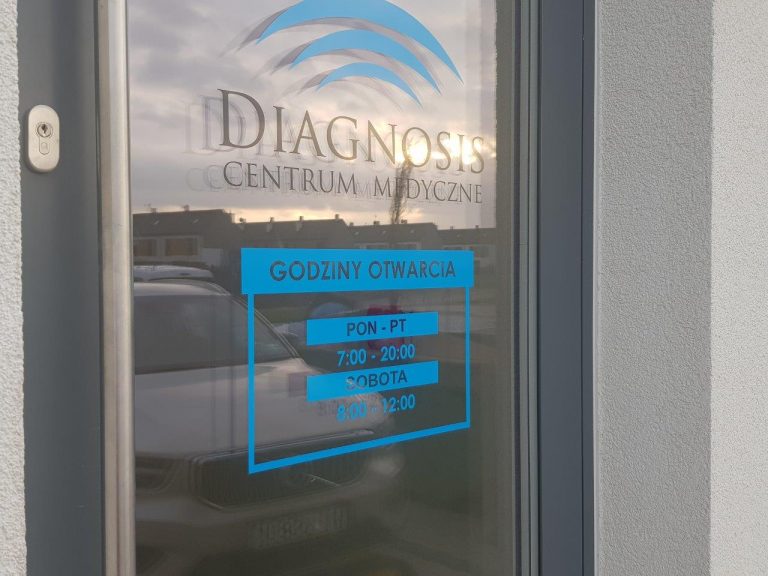 DIAGNOSIS
CENTRUM MEDYCZNE
GODZINY OTWARCIA
PON - PT
7:00 - 20:00
SOBOTA
8:00 - 12:00